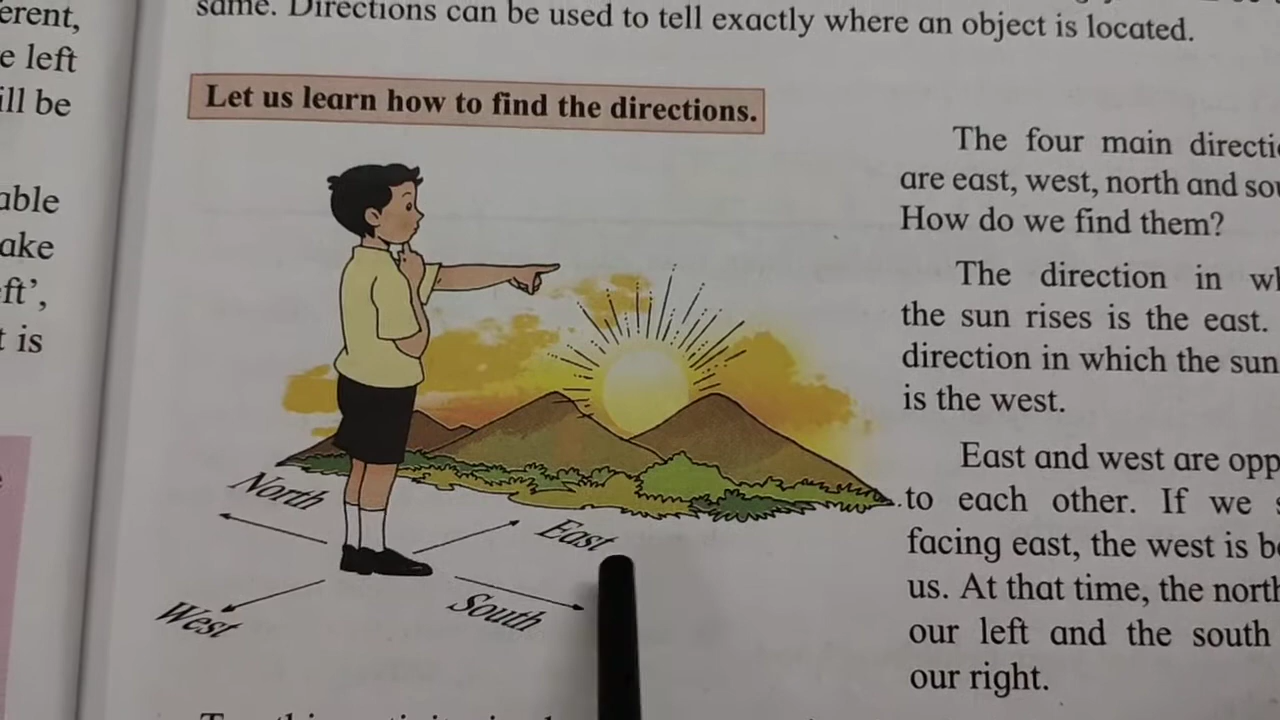 erent,
e left
ill be
able
ake
ft’,
t is
same. Directions can be used to tell exactly where an object is located.
Let us learn how to find the directions.
North
East
West
South
The four main directi
are east, west, north and sou
How do we find them?
The direction in wh
the sun rises is the east.
direction in which the sun
is the west.
East and west are opp
to each other. If we s
facing east, the west is be
us. At that time, the north
our left and the south
our right.